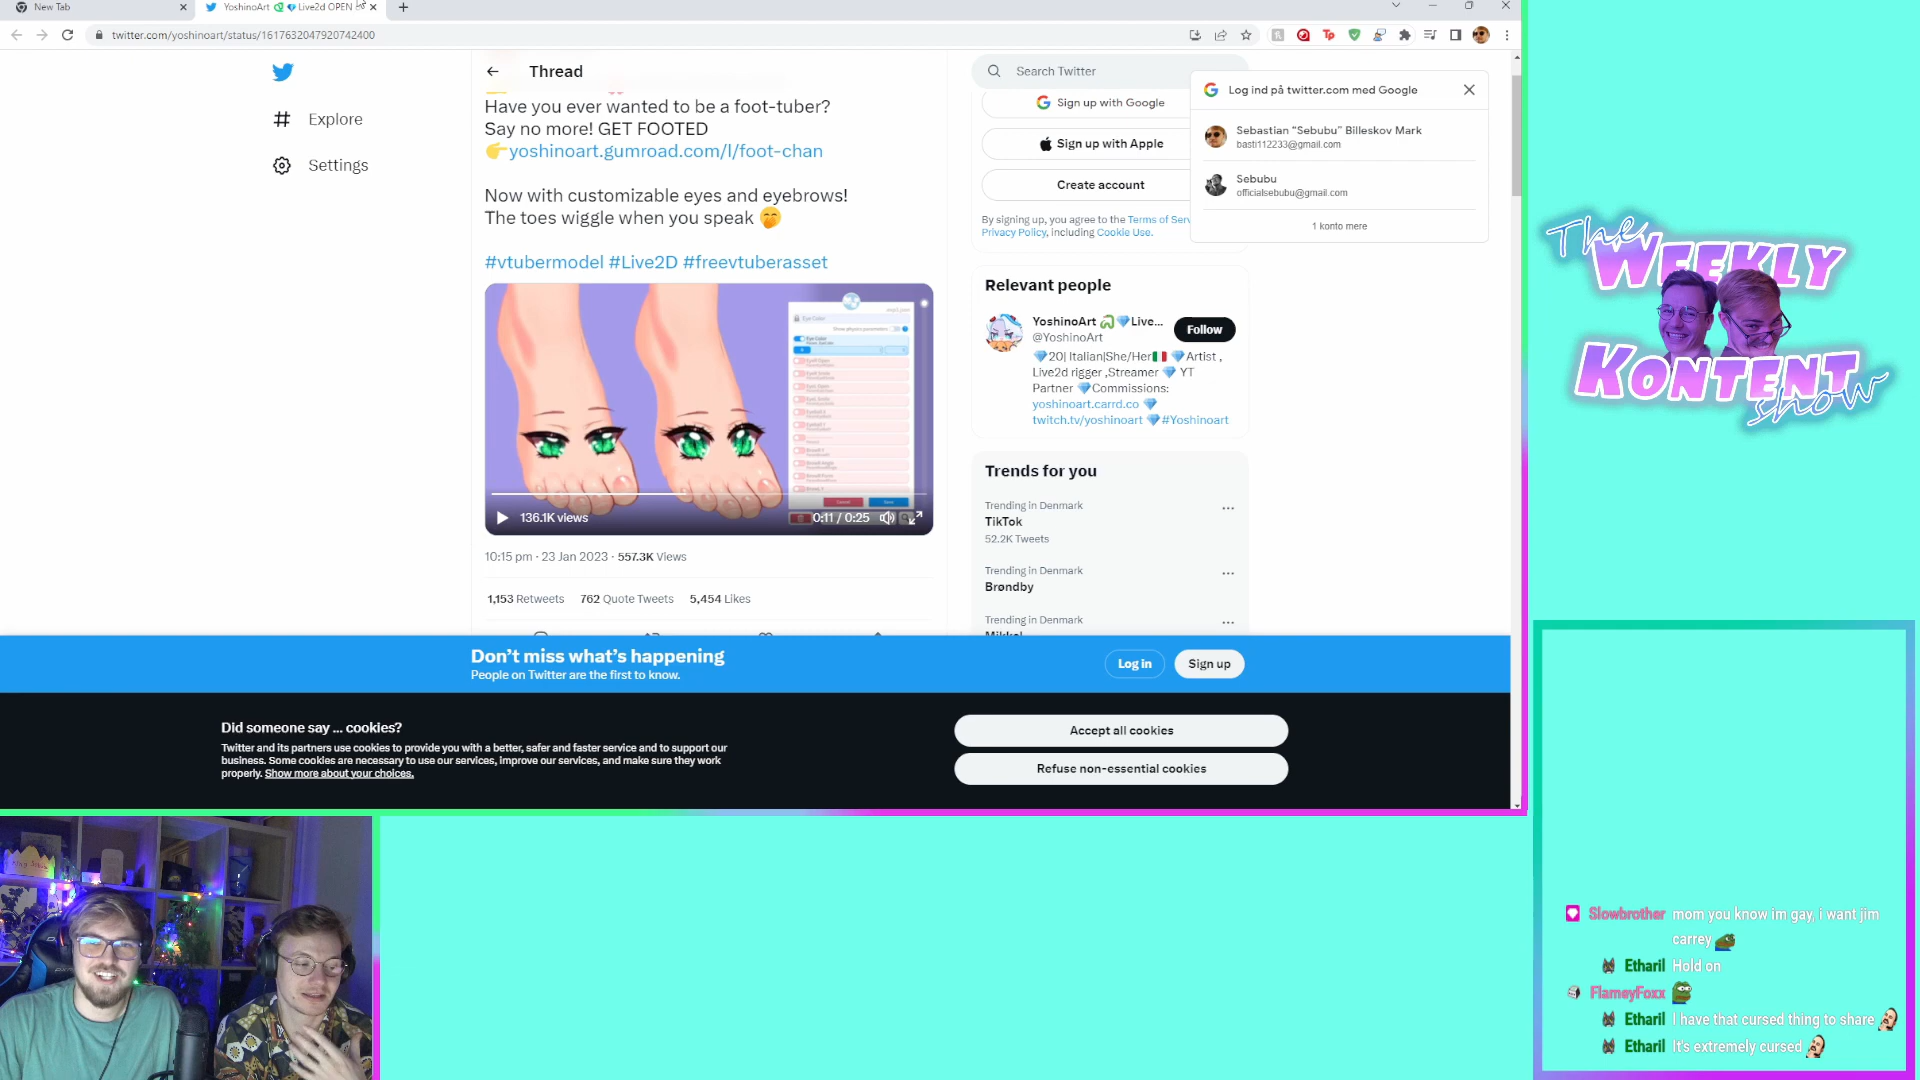 New Tab
YoshinoArt Live2d OPEN
twitter.com/yoshinoart/status/1617632047920742400
Explore
Settings
Thread
Have you ever wanted to be a foot-tuber?
Say no more! GET FOOTED
👉yoshinoart.gumroad.com/l/foot-chan
Now with customizable eyes and eyebrows!
The toes wiggle when you speak 🤭
#vtubermodel #Live2D #freevtuberasset
Eye Color
136.1K views
0:11 / 0:25
10:15 pm · 23 Jan 2023 · 557.3K Views
1,153 Retweets 762 Quote Tweets 5,454 Likes
Search Twitter
Sign up with Google
Sign up with Apple
Create account
By signing up, you agree to the Terms of Serv
Privacy Policy, including Cookie Use.
Log ind på twitter.com med Google
Sebastian "Sebubu" Billeskov Mark
basti112233@gmail.com
Sebubu
officialsebubu@gmail.com
1 konto mere
Relevant people
YoshinoArt 💎Live...
@YoshinoArt
Follow
💎20| Italian|She/Her🇮🇹 💎Artist ,
Live2d rigger ,Streamer 💎 YT
Partner 💎Commissions:
yoshinoart.carrd.co 💎
twitch.tv/yoshinoart 💎#Yoshinoart
Trends for you
Trending in Denmark
TikTok
52.2K Tweets
Trending in Denmark
Brøndby
Trending in Denmark
Don't miss what's happening
People on Twitter are the first to know.
Log in
Sign up
Did someone say ... cookies?
Twitter and its partners use cookies to provide you with a better, safer and faster service and to support our
business. Some cookies are necessary to use our services, improve our services, and make sure they work
properly. Show more about your choices.
Accept all cookies
Refuse non-essential cookies
The
Weekly
Kontent
show
Slowbrother mom you know im gay, i want jim
carrey
Etharil Hold on
FlameyFoxx
Etharil I have that cursed thing to share
Etharil It's extremely cursed